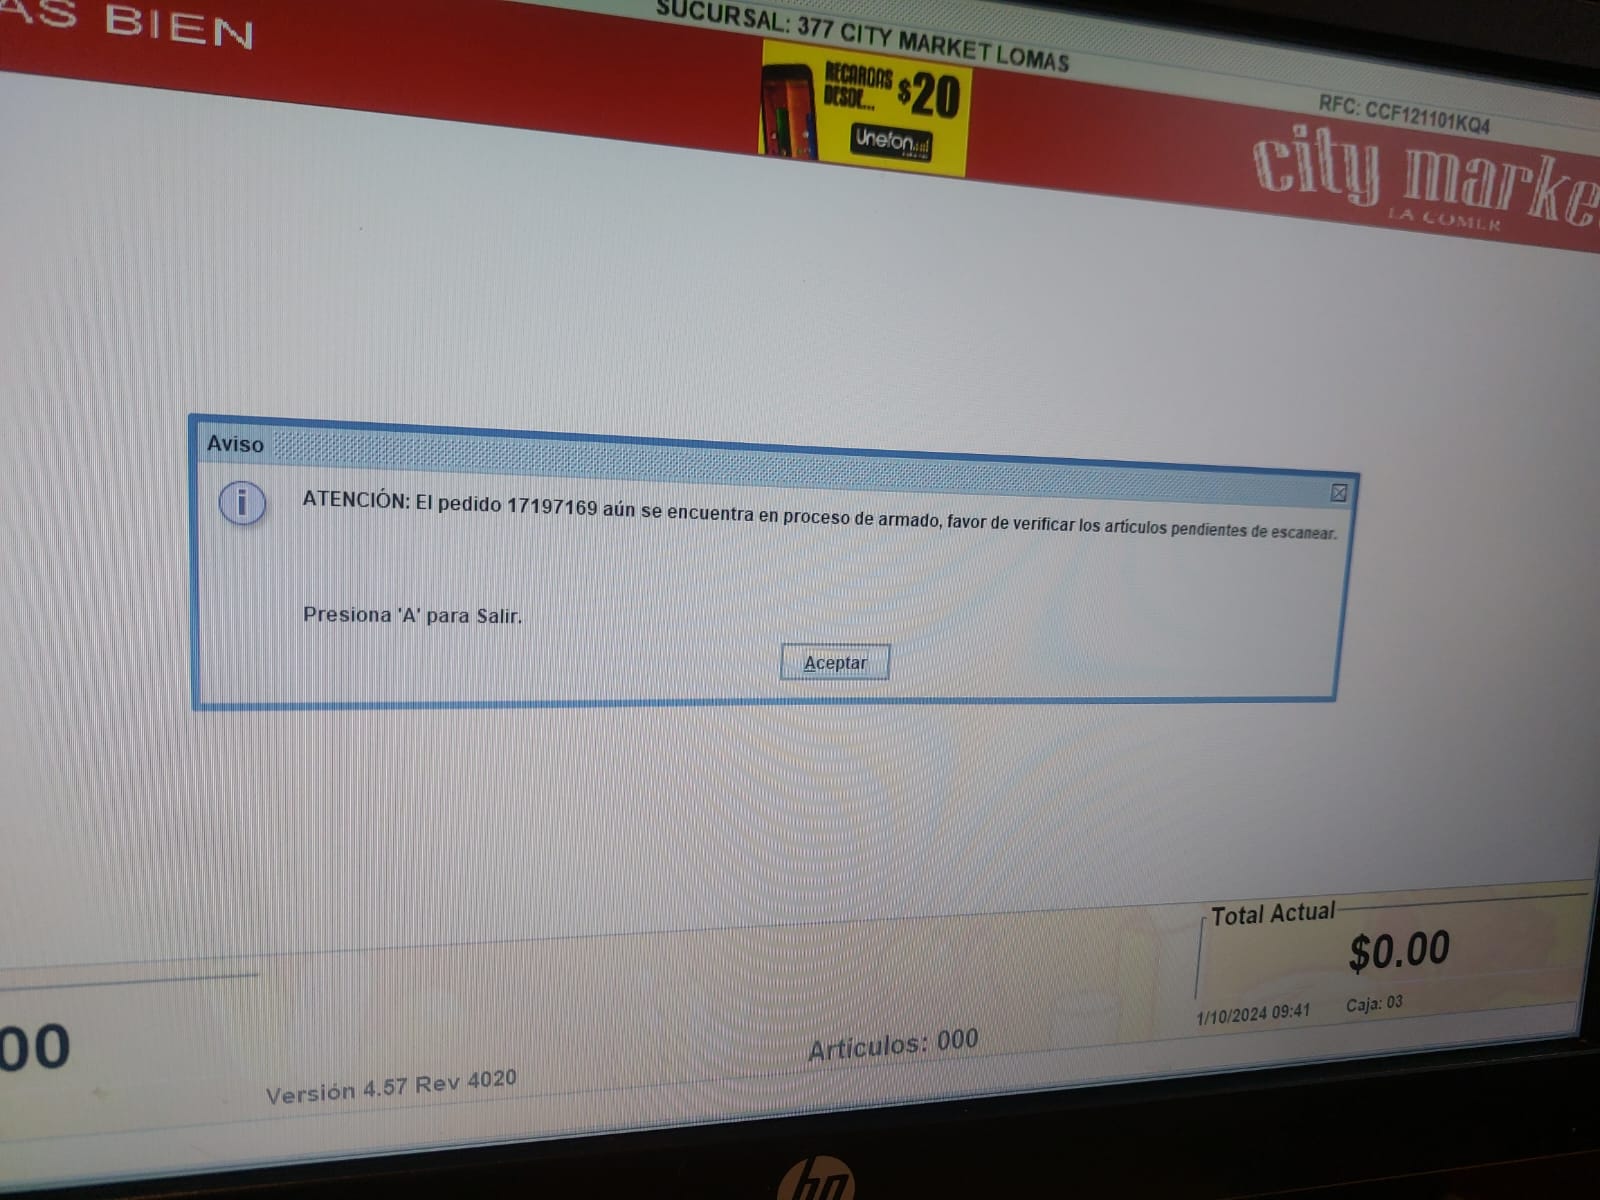 AS BIEN
SUCURSAL: 377 CITY MARKET LOMAS
RECARGAS
DESDE...
$20
Unefon
RFC: CCF121101KQ4
city marke
LA COMER
Aviso
ATENCIÓN: El pedido 17197169 aún se encuentra en proceso de armado, favor de verificar los artículos pendientes de escanear.
Presiona 'A' para Salir.
Aceptar
Total Actual
$0.00
1/10/2024 09:41
Caja: 03
00
Artículos: 000
Versión 4.57 Rev 4020
hp